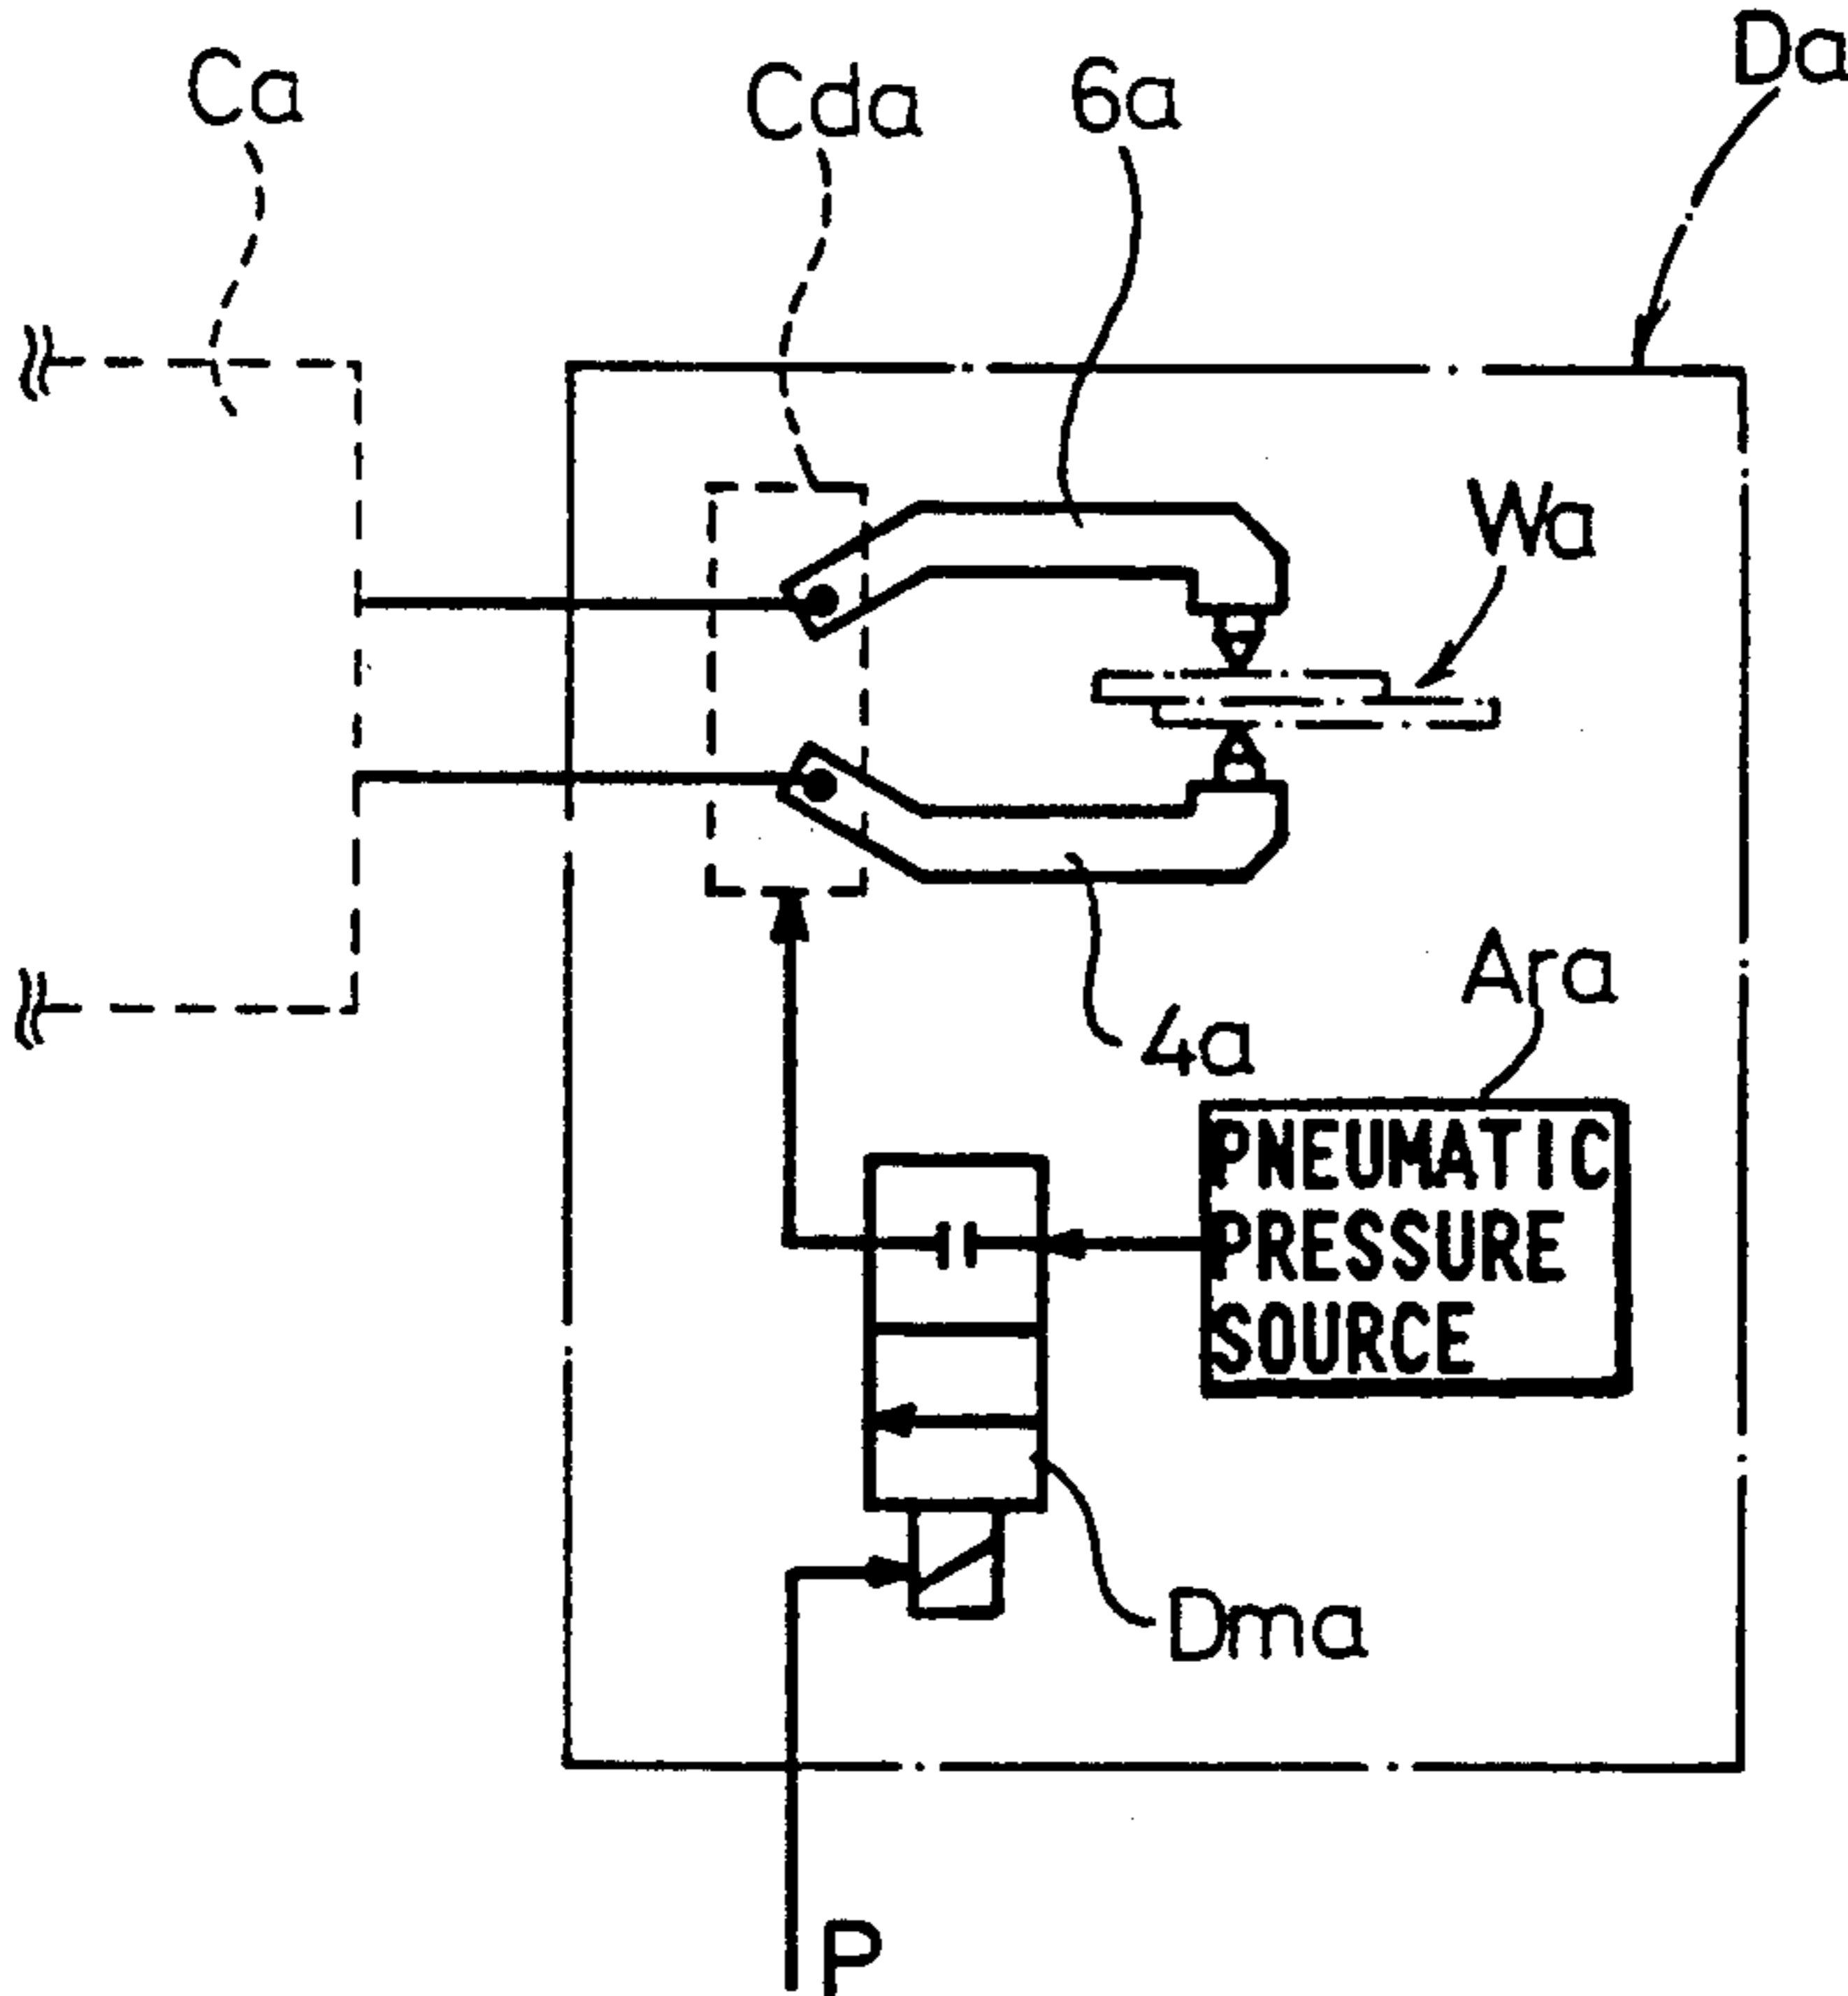 Ca
Cda
6a
Da
Wa
Ara
4a
PNEUMATIC
PRESSURE
SOURCE
Dma
P